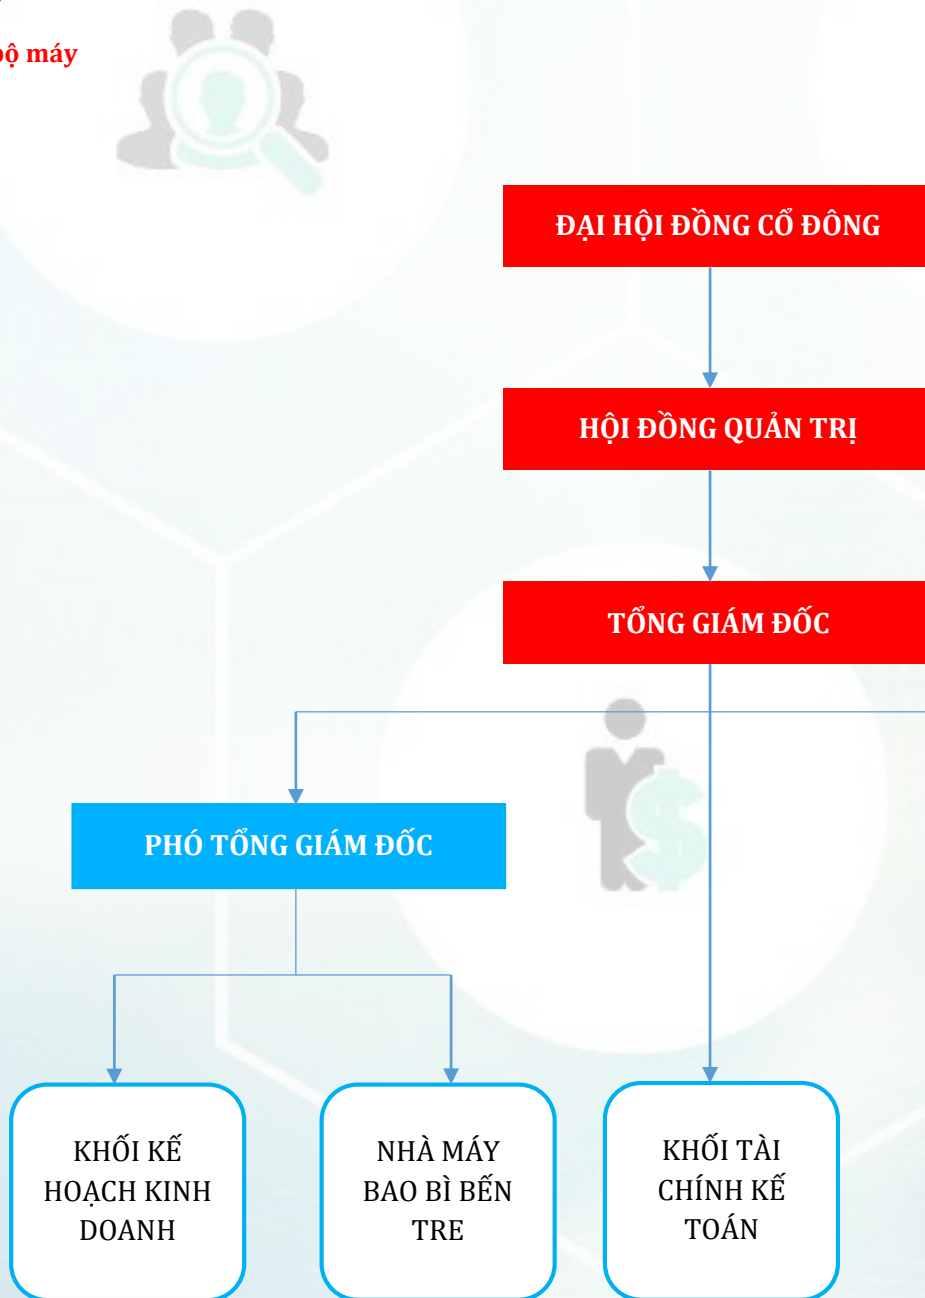 bộ máy
ĐẠI HỘI ĐỒNG CỔ ĐÔNG
HỘI ĐỒNG QUẢN TRỊ
TỔNG GIÁM ĐỐC
PHÓ TỔNG GIÁM ĐỐC
KHỐI KẾ
HOẠCH KINH
DOANH
NHÀ MÁY
BAO BÌ BẾN
TRE
KHỐI TÀI
CHÍNH KẾ
TOÁN